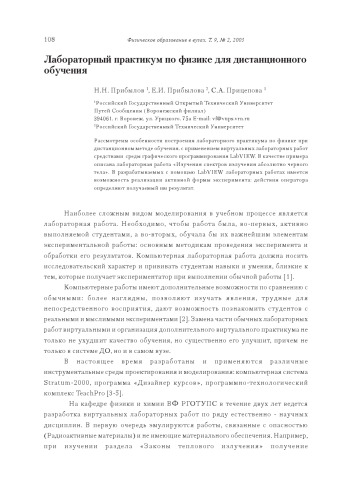 108
Физическое образование в вузах. Т. 9, № 2, 2003
Лабораторный практикум по физике для дистанционного
обучения
Н.Н. Прибылов ¹, Е.И. Прибылова ², С.А. Прицепова ¹
¹Российский Государственный Открытый Технический Университет
Путей Сообщения (Воронежский филиал)
394061. г. Воронеж, ул. Урицкого, 75а
²Российский Государственный Технический Университет
Рассмотрены особенности построения лабораторного практикума по физике при
дистанционном методе обучения, с применением виртуальных лабораторных работ
средствами среды графического программирования LabVIEW. В качестве примера
описана лабораторная работа «Изучение спектров излучения абсолютно черного
тела». В разрабатываемых с помощью LabVIEW лабораторных работах имеется
возможность реализации активной формы эксперимента, действия оператора
определяют получаемый им результат.
Наиболее сложным видом моделирования в учебном процессе является
лабораторная работа. Необходимо, чтобы работа была, во-первых, активно
выполняемой студентами, а во-вторых, обучала бы их важнейшим элементам
экспериментальной работы: основным методикам проведения эксперимента и
обработки его результатов. Компьютерная лабораторная работа должна носить
исследовательский характер и прививать студентам навыки и умения, близкие к
тем, которые получает экспериментатор при выполнении обычной работы [1].
Компьютерные работы имеют дополнительные возможности по сравнению с
обычными: более наглядны, позволяют изучать явления, трудные для
непосредственного восприятия, дают возможность познакомить студентов с
реальными и мыслимыми экспериментами [2]. Замена части обычных лабораторных
работ виртуальными и организация дополнительного виртуального практикума не
только не ухудшит качество обучения, но существенно его улучшит, причем не
только в системе ДО, но и в самом вузе.
В настоящее время разработаны и применяются различные
инструментальные среды проектирования и моделирования: компьютерная система
Stratum-2000, программа «Дизайнер курсов», программно-технологический
комплекс TeachPro [3-5].
На кафедре физики и химии ВФ РГОТУПС в течение двух лет ведется
разработка виртуальных лабораторных работ по ряду естественно - научных
дисциплин. В первую очередь эмулируются работы, связанные с опасностью
(Радиоактивные материалы) и не имеющие материального обеспечения. Например,
при изучении раздела «Законы теплового излучения» получение